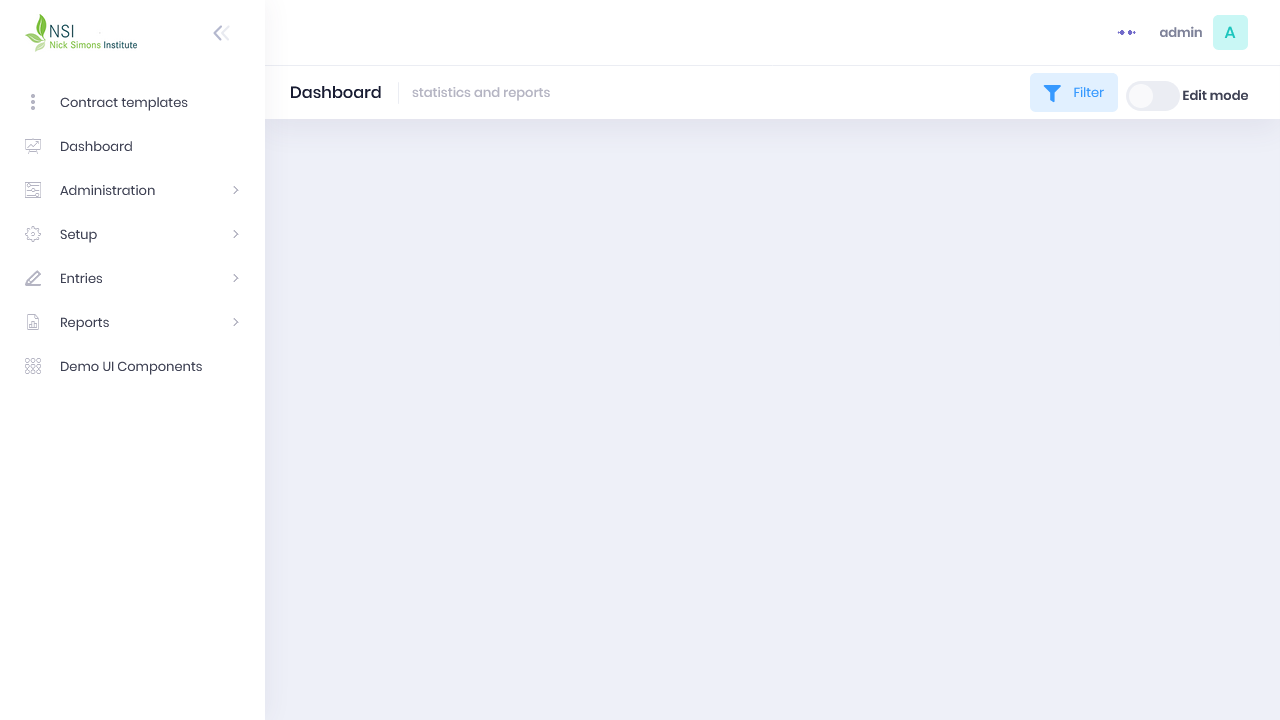 NSI
Nick Simons Institute
admin
A
Dashboard
statistics and reports
Filter
Edit mode
Contract templates
Dashboard
Administration
Setup
Entries
Reports
Demo UI Components